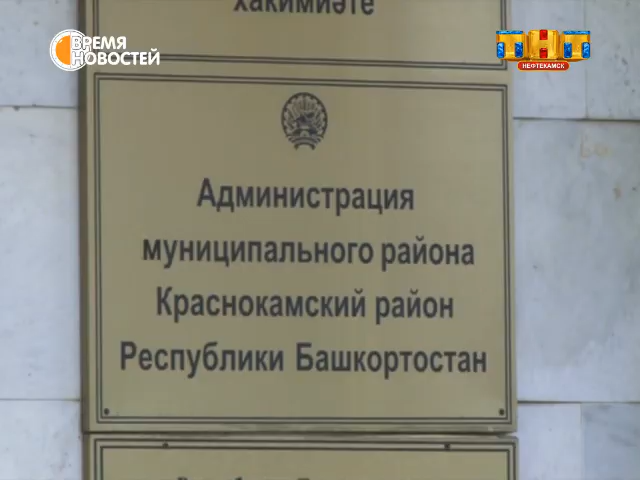 хакимиәте
ВРЕМЯ
НОВОСТЕЙ
ТНТ
НЕФТЕКАМСК
Администрация
муниципального района
Краснокамский район
Республики Башкортостан